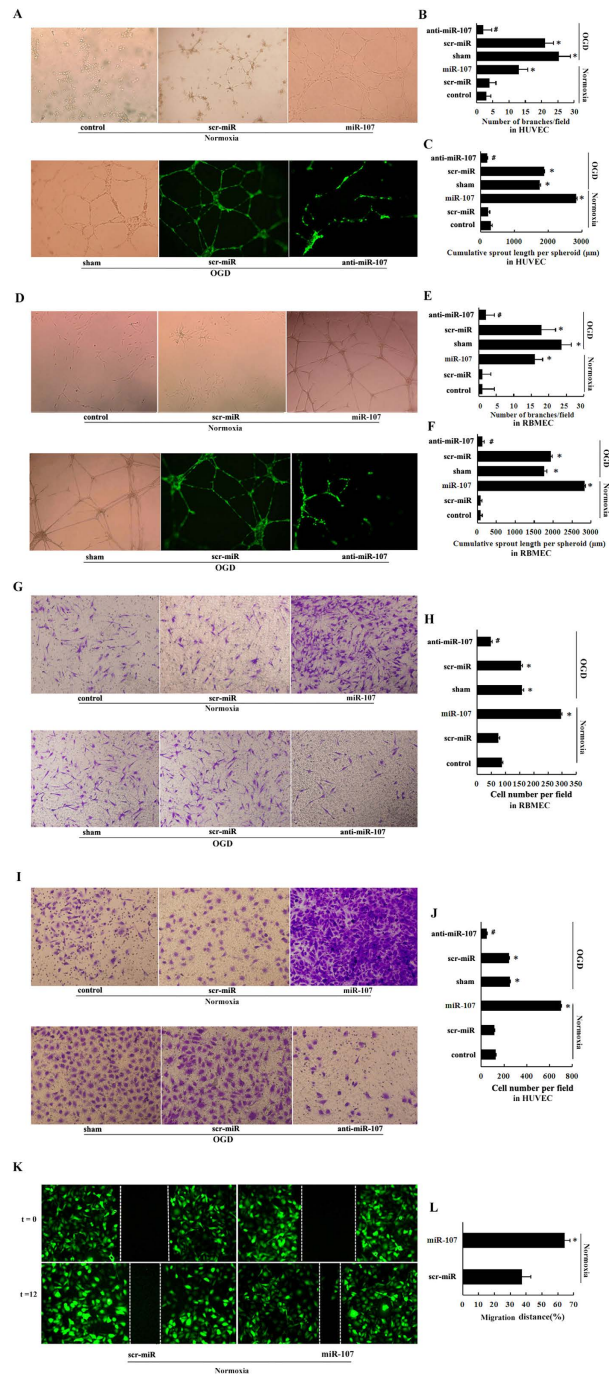 A
control
scr-miR
miR-107
Normoxia
sham
scr-miR
anti-miR-107
OGD
B
anti-miR-107
#
scr-miR
*
sham
*
miR-107
*
scr-miR
control
OGD
Normoxia
0 5 10 15 20 25 30
Number of branches/field
in HUVEC
C
anti-miR-107
#
scr-miR
*
sham
*
miR-107
*
scr-miR
control
OGD
Normoxia
0 1000 2000 3000
Cumulative sprout length per spheroid (μm)
in HUVEC
D
control
scr-miR
miR-107
Normoxia
sham
scr-miR
anti-miR-107
OGD
E
anti-miR-107
#
scr-miR
*
sham
*
miR-107
*
scr-miR
control
OGD
Normoxia
0 5 10 15 20 25 30
Number of branches/field
in RBMEC
F
anti-miR-107
#
scr-miR
*
sham
*
miR-107
*
scr-miR
control
OGD
Normoxia
0 500 1000 1500 2000 2500 3000
Cumulative sprout length per spheroid (μm)
in RBMEC
G
control
scr-miR
miR-107
Normoxia
sham
scr-miR
anti-miR-107
OGD
H
anti-miR-107
#
scr-miR
*
sham
*
miR-107
*
scr-miR
control
OGD
Normoxia
0 50 100 150 200 250 300 350
Cell number per field
in RBMEC
I
control
scr-miR
miR-107
Normoxia
sham
scr-miR
anti-miR-107
OGD
J
anti-miR-107
#
scr-miR
*
sham
*
miR-107
*
scr-miR
control
OGD
Normoxia
0 200 400 600 800
Cell number per field
in HUVEC
K
t = 0
t =12
scr-miR
miR-107
Normoxia
L
miR-107
*
scr-miR
Normoxia
0 10 20 30 40 50 60 70
Migration distance(%)